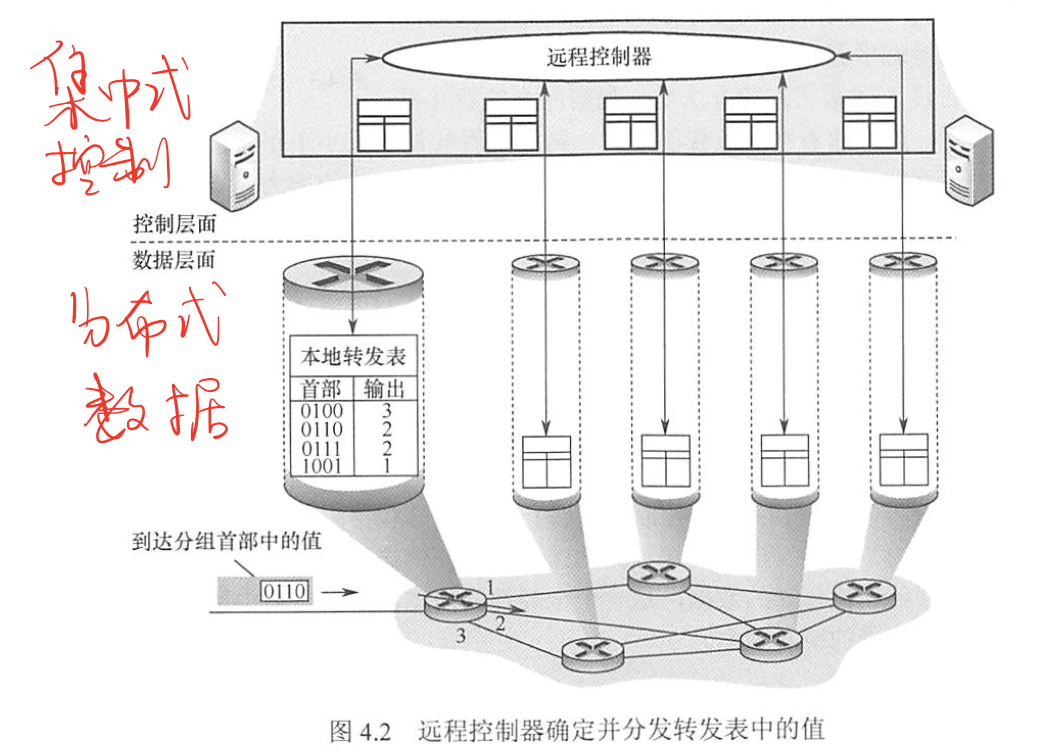 集中式
控制
远程控制器
控制层面
数据层面
分布式
数据
本地转发表
首部 输出
0100 3
0110 2
0111 2
1001 1
到达分组首部中的值
0110
1
2
3
图 4.2 远程控制器确定并分发转发表中的值